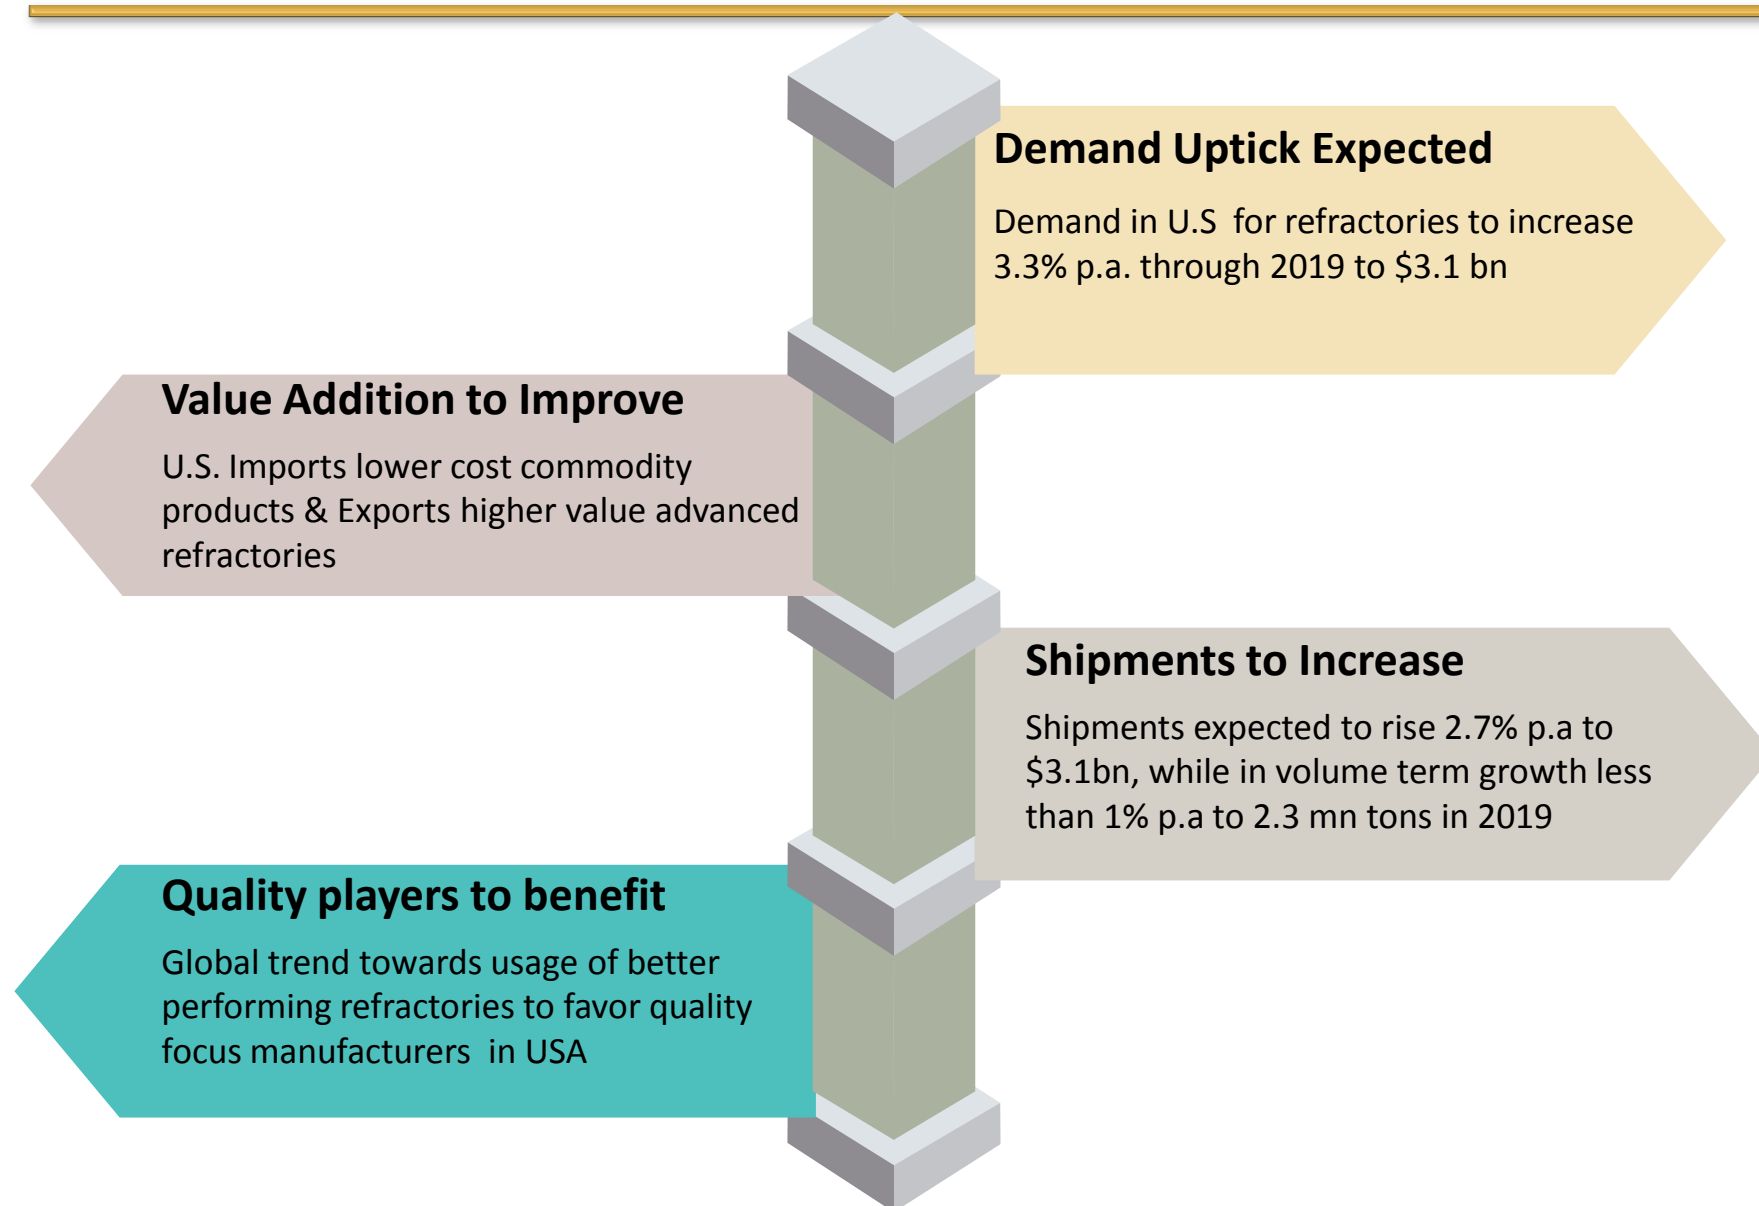 Demand Uptick Expected
Demand in U.S  for refractories to increase
3.3% p.a. through 2019 to $3.1 bn
Value Addition to Improve
U.S. Imports lower cost commodity
products & Exports higher value advanced
refractories
Shipments to Increase
Shipments expected to rise 2.7% p.a to
$3.1bn, while in volume term growth less
than 1% p.a to 2.3 mn tons in 2019
Quality players to benefit
Global trend towards usage of better
performing refractories to favor quality
focus manufacturers  in USA